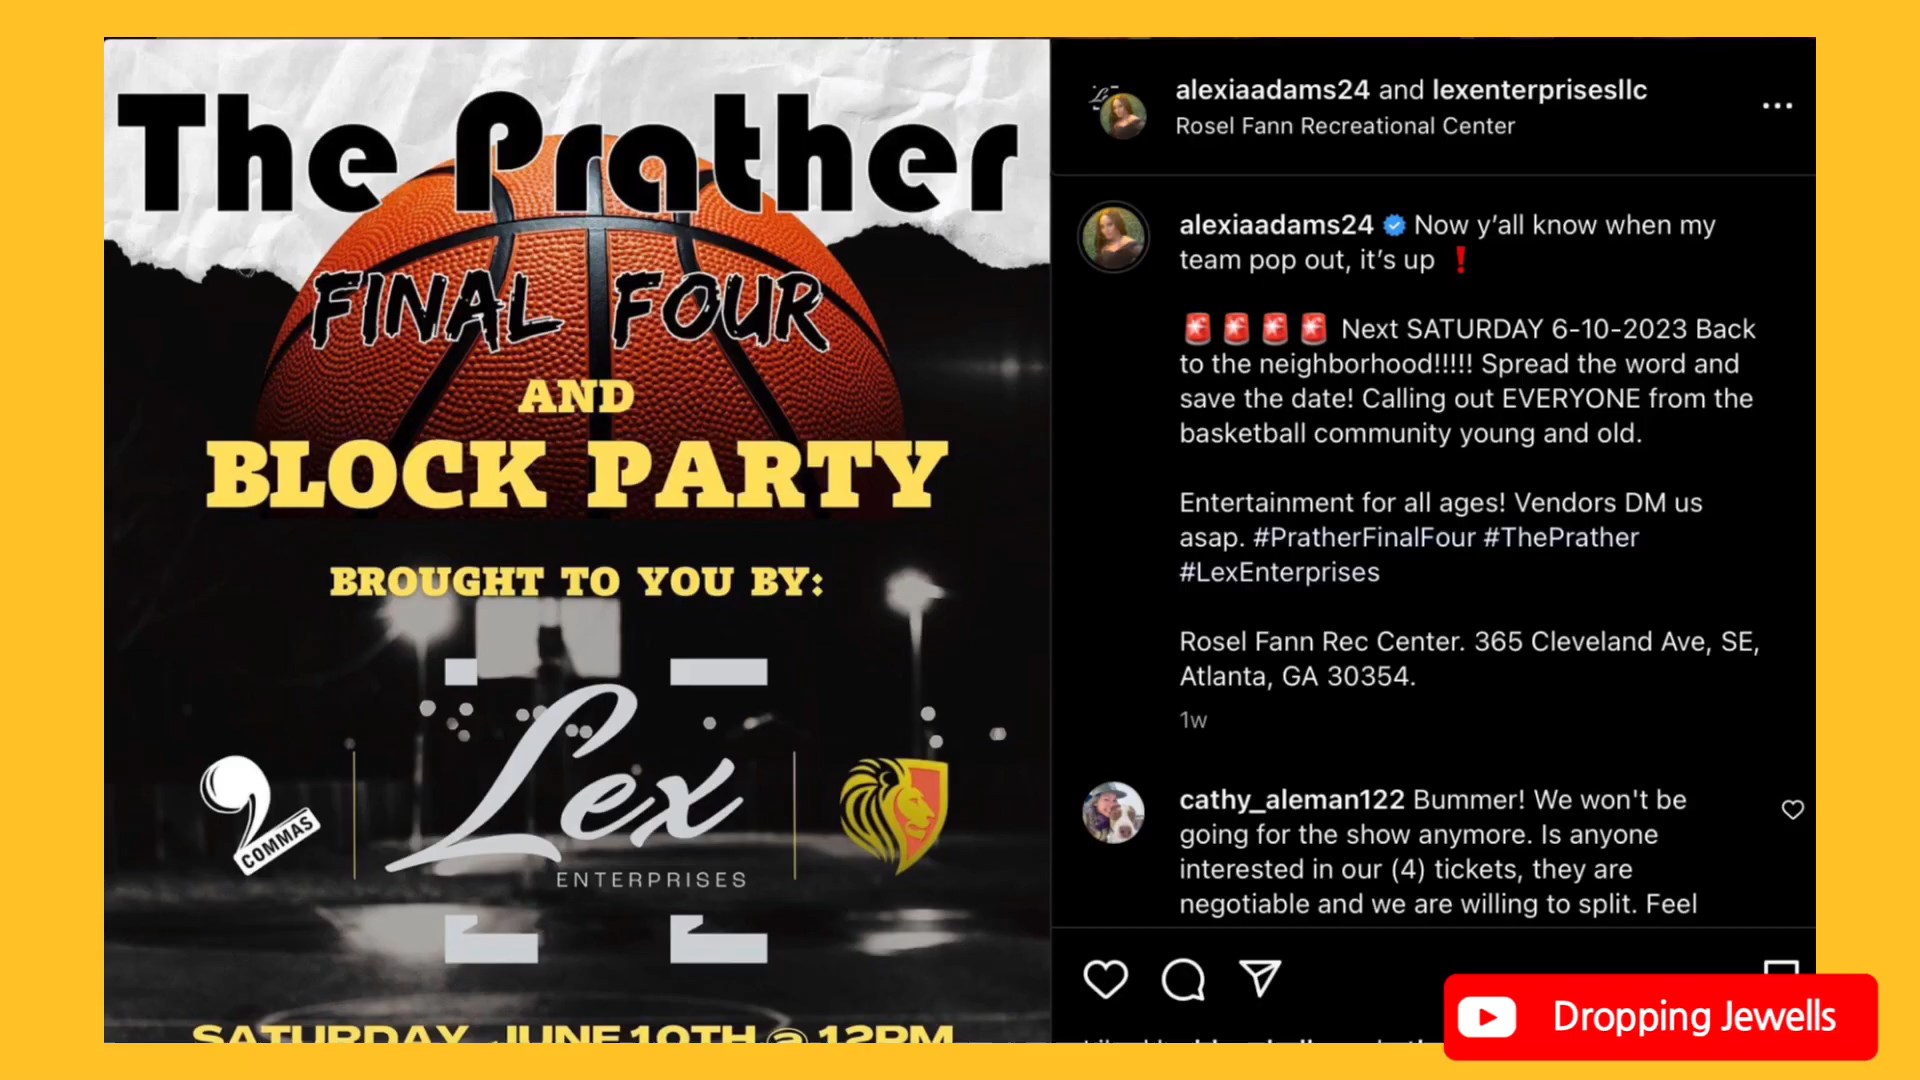 The Prather
FINAL FOUR
AND
BLOCK PARTY
BROUGHT TO YOU BY:
COMMAS
Lex
ENTERPRISES
SATURDAY, JUNE 10TH @ 12PM
alexiaadams24 and lexenterprisesllc
Rosel Fann Recreational Center
alexiaadams24 Now y’all know when my
team pop out, it’s up ❗
🚨🚨🚨🚨 Next SATURDAY 6-10-2023 Back
to the neighborhood!!!!! Spread the word and
save the date! Calling out EVERYONE from the
basketball community young and old.
Entertainment for all ages! Vendors DM us
asap. #PratherFinalFour #ThePrather
#LexEnterprises
Rosel Fann Rec Center. 365 Cleveland Ave, SE,
Atlanta, GA 30354.
1w
cathy_aleman122 Bummer! We won't be
going for the show anymore. Is anyone
interested in our (4) tickets, they are
negotiable and we are willing to split. Feel
Dropping Jewells